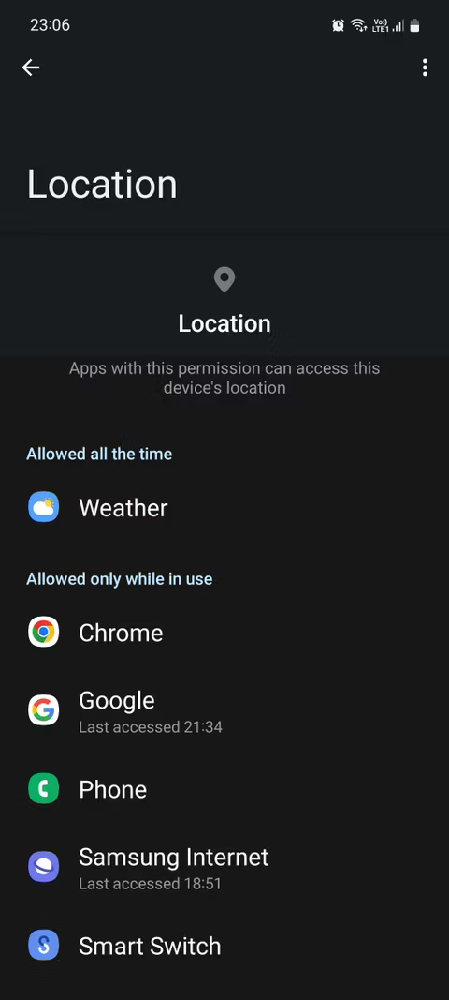 23:06
Vo))
LTE1
Location
Location
Apps with this permission can access this
device's location
Allowed all the time
Weather
Allowed only while in use
Chrome
Google
Last accessed 21:34
Phone
Samsung Internet
Last accessed 18:51
Smart Switch